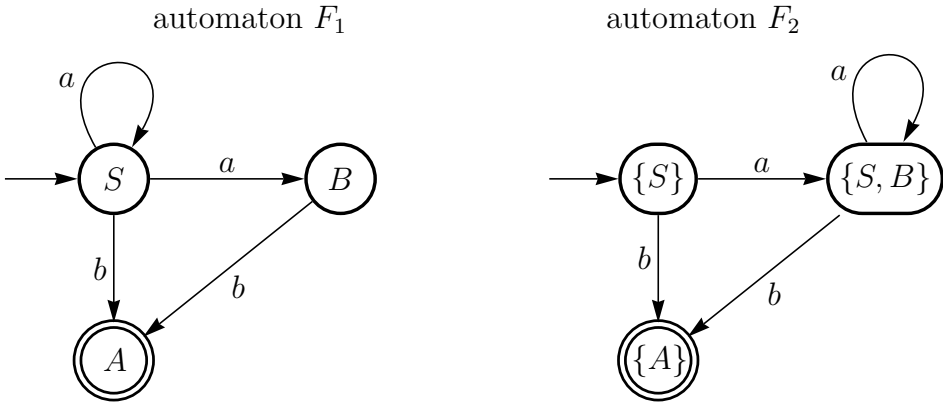 automaton F₁ automaton F₂
a a
S a B {S} a {S, B}
b b b b
A {A}